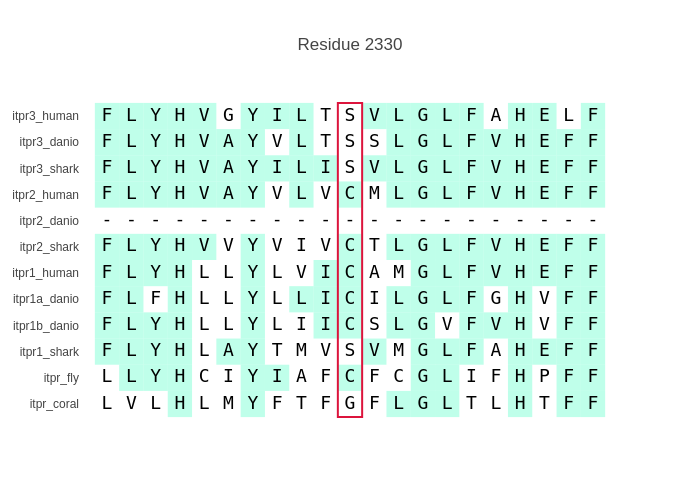 Residue 2330
itpr3_human F L Y H V G Y I L T S V L G L F A H E L F
itpr3_danio F L Y H V A Y V L T S S L G L F V H E F F
itpr3_shark F L Y H V A Y I L I S V L G L F V H E F F
itpr2_human F L Y H V A Y V L V C M L G L F V H E F F
itpr2_danio - - - - - - - - - - - - - - - - - - - - -
itpr2_shark F L Y H V V Y V I V C T L G L F V H E F F
itpr1_human F L Y H L L Y L V I C A M G L F V H E F F
itpr1a_danio F L F H L L Y L L I C I L G L F G H V F F
itpr1b_danio F L Y H L L Y L I I C S L G V F V H V F F
itpr1_shark F L Y H L A Y T M V S V M G L F A H E F F
itpr_fly L L Y H C I Y I A F C F C G L I F H P F F
itpr_coral L V L H L M Y F T F G F L G L T L H T F F